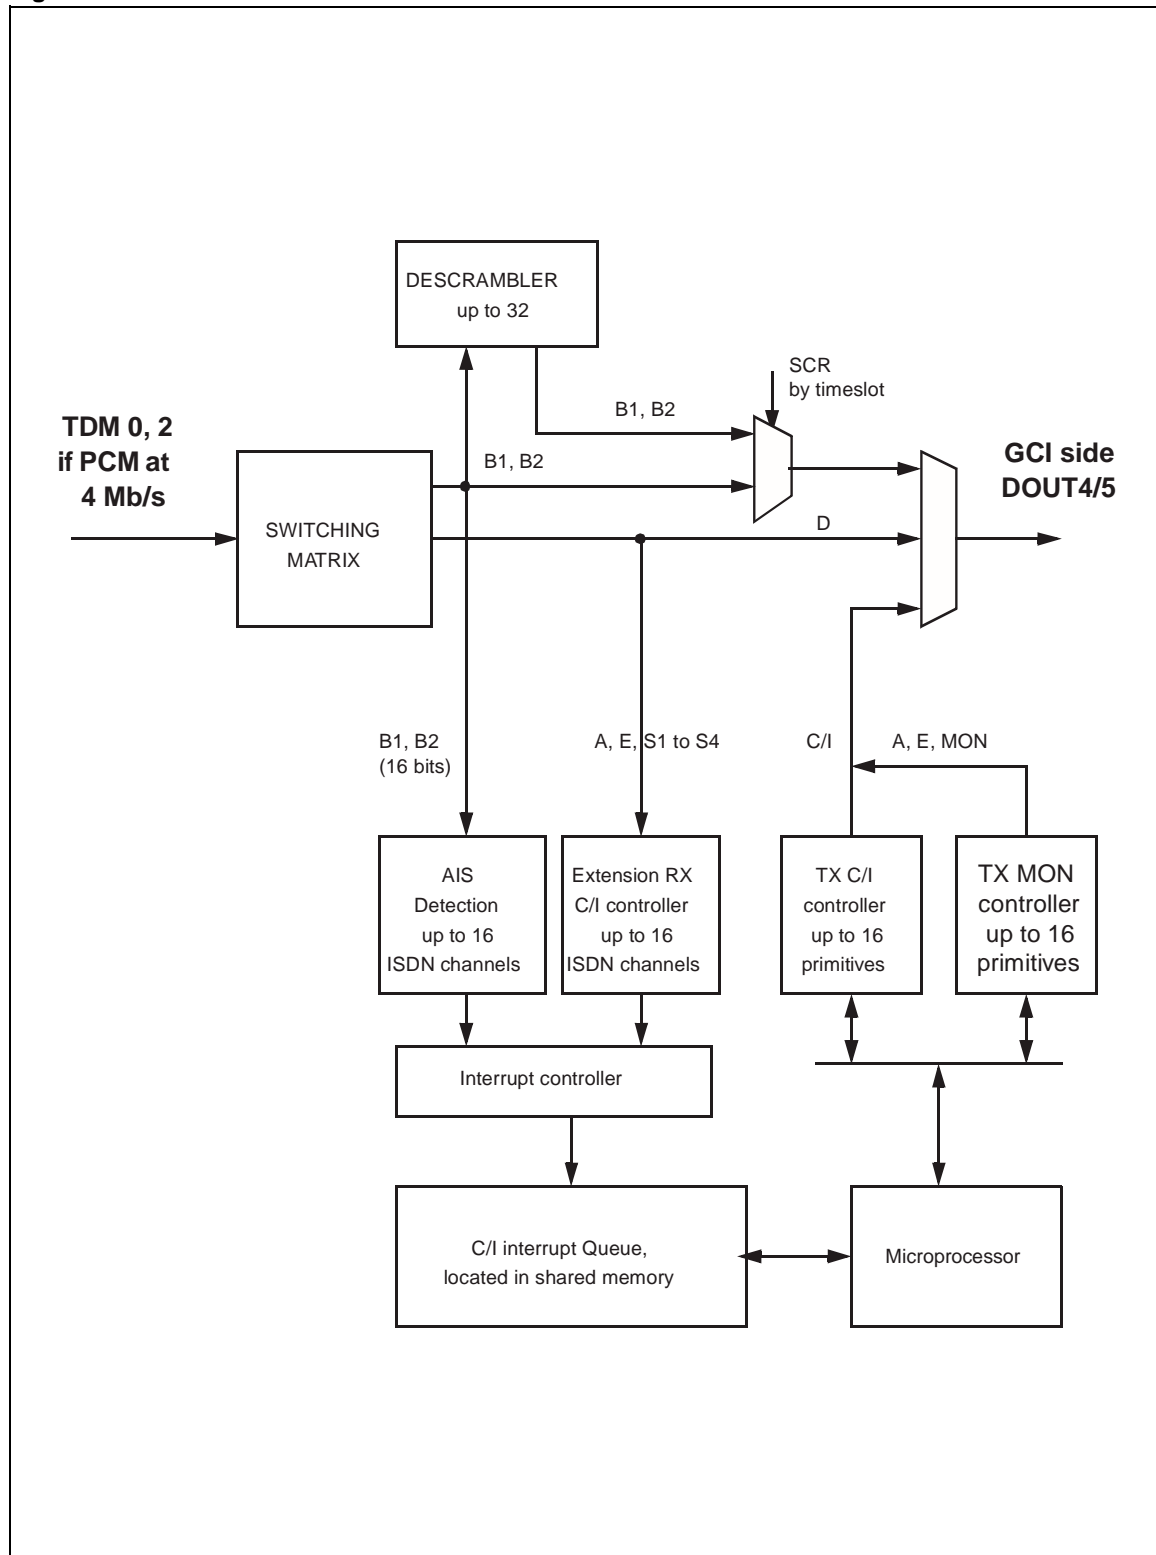 DESCRAMBLER
up to 32
SCR
by timeslot
B1, B2
TDM 0, 2
if PCM at
4 Mb/s
B1, B2
GCI side
DOUT4/5
SWITCHING
MATRIX
D
B1, B2
(16 bits)
A, E, S1 to S4
C/I
A, E, MON
AIS
Detection
up to 16
ISDN channels
Extension RX
C/I controller
up to 16
ISDN channels
TX C/I
controller
up to 16
primitives
TX MON
controller
up to 16
primitives
Interrupt controller
C/I interrupt Queue,
located in shared memory
Microprocessor